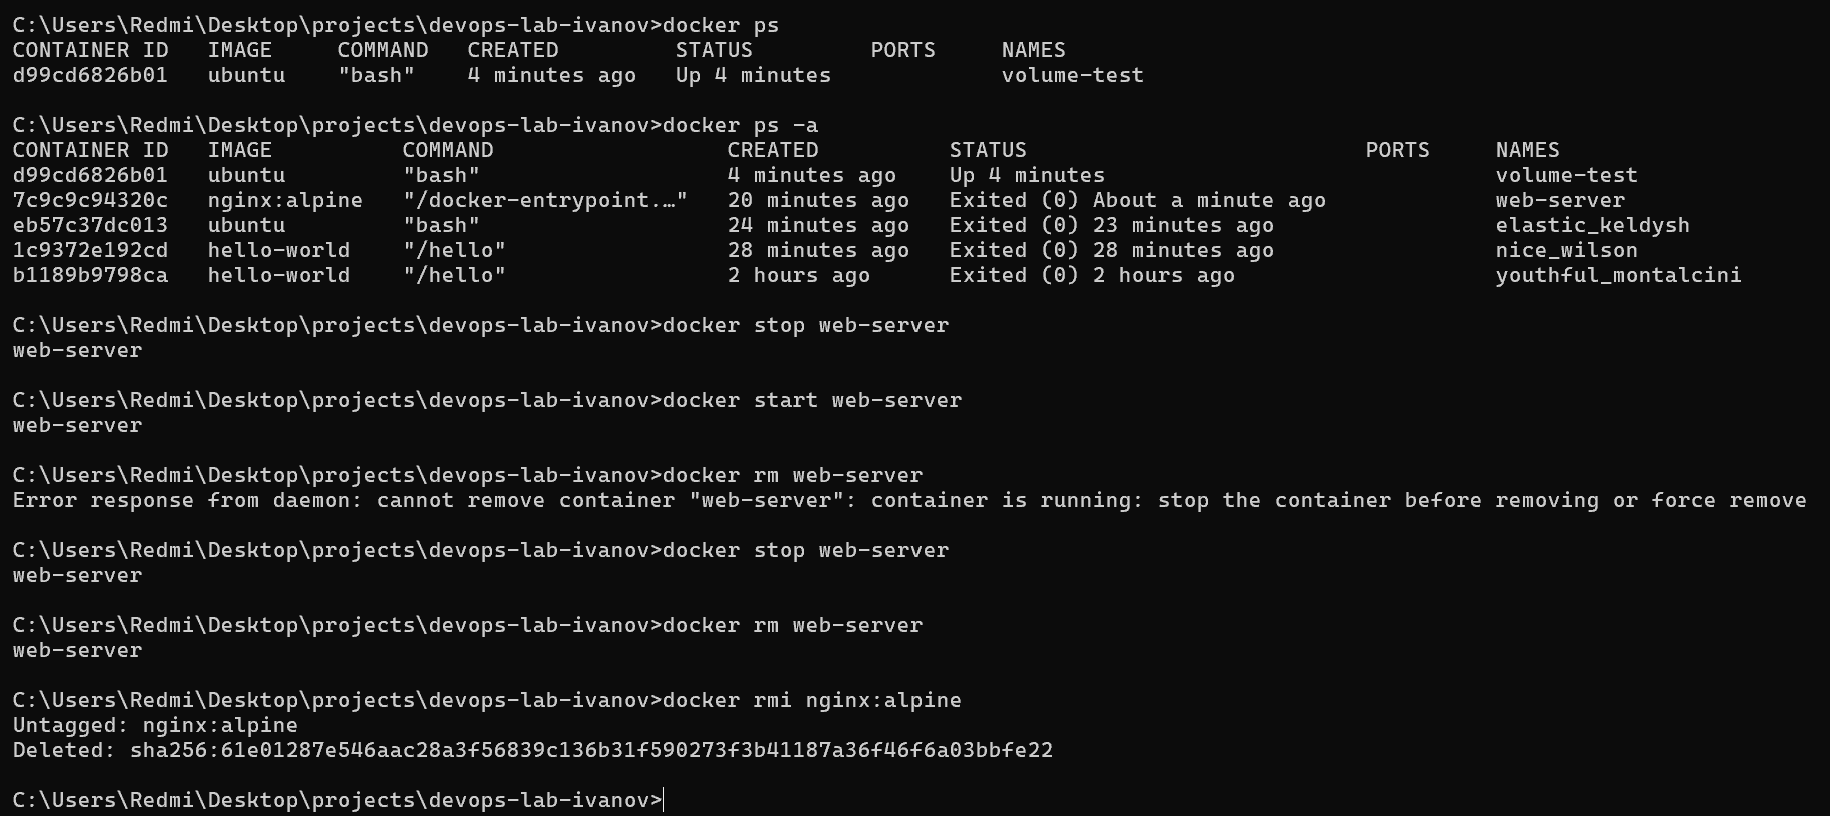 C:\Users\Redmi\Desktop\projects\devops-lab-ivanov>docker ps
CONTAINER ID   IMAGE     COMMAND   CREATED         STATUS         PORTS     NAMES
d99cd6826b01   ubuntu    "bash"    4 minutes ago   Up 4 minutes             volume-test
C:\Users\Redmi\Desktop\projects\devops-lab-ivanov>docker ps -a
CONTAINER ID   IMAGE          COMMAND                  CREATED          STATUS                          PORTS     NAMES
d99cd6826b01   ubuntu         "bash"                   4 minutes ago    Up 4 minutes                              volume-test
7c9c9c94320c   nginx:alpine   "/docker-entrypoint.…"   20 minutes ago   Exited (0) About a minute ago             web-server
eb57c37dc013   ubuntu         "bash"                   24 minutes ago   Exited (0) 23 minutes ago                 elastic_keldysh
1c9372e192cd   hello-world    "/hello"                 28 minutes ago   Exited (0) 28 minutes ago                 nice_wilson
b1189b9798ca   hello-world    "/hello"                 2 hours ago      Exited (0) 2 hours ago                    youthful_montalcini
C:\Users\Redmi\Desktop\projects\devops-lab-ivanov>docker stop web-server
web-server
C:\Users\Redmi\Desktop\projects\devops-lab-ivanov>docker start web-server
web-server
C:\Users\Redmi\Desktop\projects\devops-lab-ivanov>docker rm web-server
Error response from daemon: cannot remove container "web-server": container is running: stop the container before removing or force remove
C:\Users\Redmi\Desktop\projects\devops-lab-ivanov>docker stop web-server
web-server
C:\Users\Redmi\Desktop\projects\devops-lab-ivanov>docker rm web-server
web-server
C:\Users\Redmi\Desktop\projects\devops-lab-ivanov>docker rmi nginx:alpine
Untagged: nginx:alpine
Deleted: sha256:61e01287e546aac28a3f56839c136b31f590273f3b41187a36f46f6a03bbfe22
C:\Users\Redmi\Desktop\projects\devops-lab-ivanov>